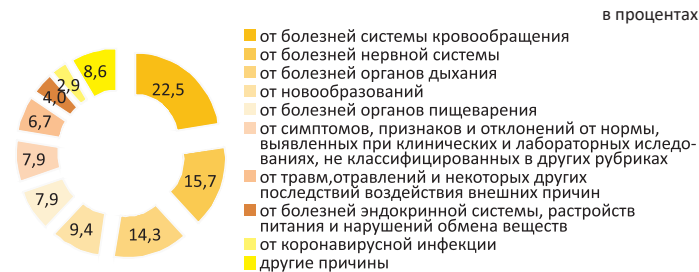 в процентах
от болезней системы кровообращения
от болезней нервной системы
от болезней органов дыхания
от новообразований
от болезней органов пищеварения
от симптомов, признаков и отклонений от нормы,
выявленных при клинических и лабораторных иследо-
ваниях, не классифицированных в других рубриках
от травм,отравлений и некоторых других
последствий воздействия внешних причин
от болезней эндокринной системы, растройств
питания и нарушений обмена веществ
от коронавирусной инфекции
другие причины
22,5
15,7
14,3
9,4
7,9
7,9
6,7
4,0
2,9
8,6